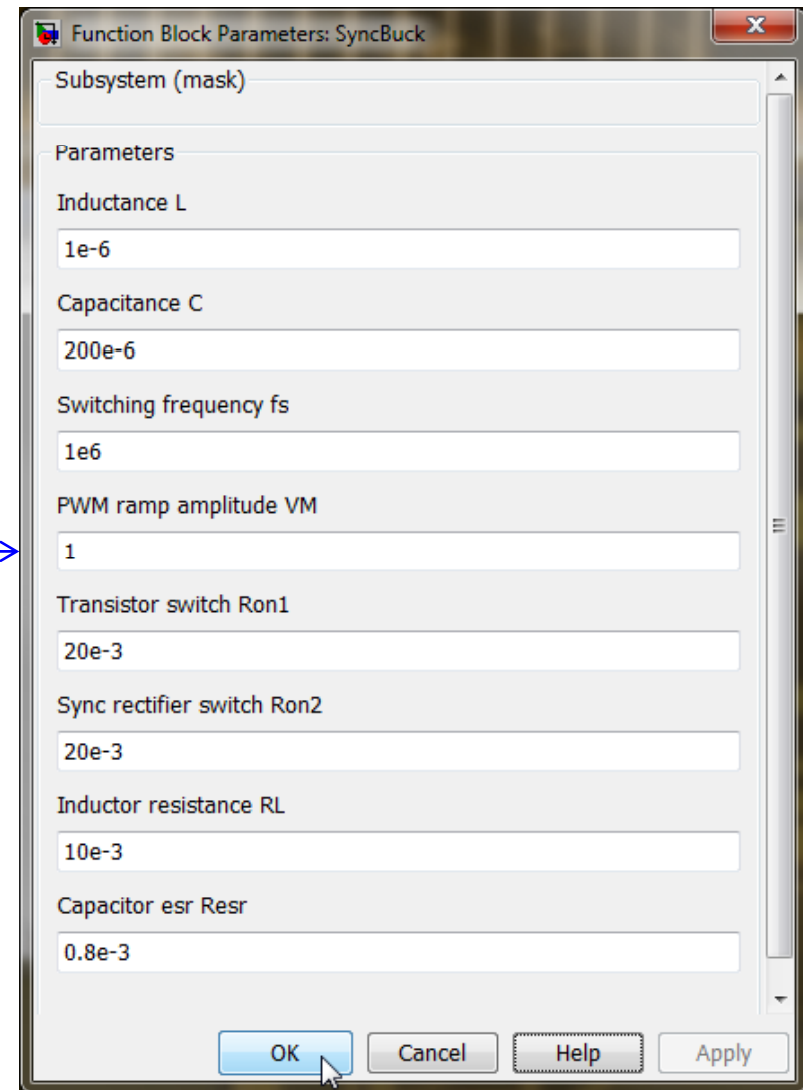 Function Block Parameters: SyncBuck
Subsystem (mask)
Parameters
Inductance L
1e-6
Capacitance C
200e-6
Switching frequency fs
1e6
PWM ramp amplitude VM
1
Transistor switch Ron1
20e-3
Sync rectifier switch Ron2
20e-3
Inductor resistance RL
10e-3
Capacitor esr Resr
0.8e-3
OK Cancel Help Apply